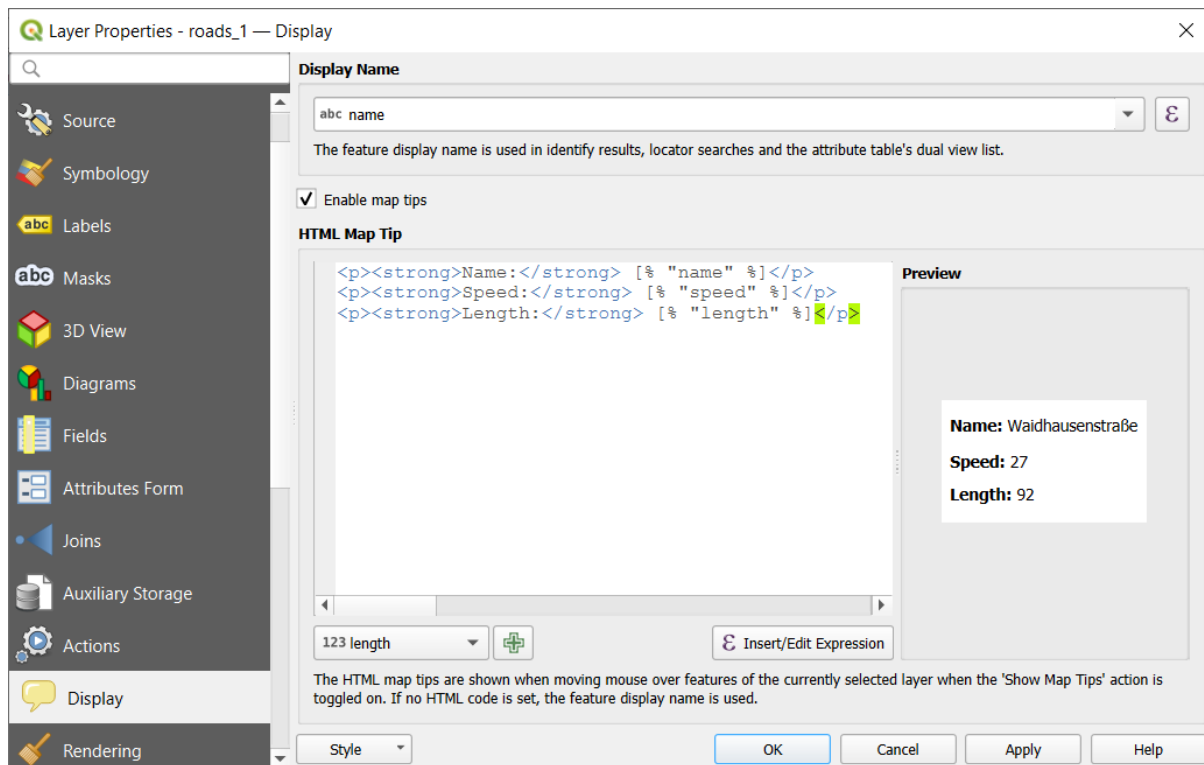 Layer Properties - roads_1 — Display
Source
Symbology
abc Labels
abc Masks
3D View
Diagrams
Fields
Attributes Form
Joins
Auxiliary Storage
Actions
Display
Rendering
Display Name
abc name
ε
The feature display name is used in identify results, locator searches and the attribute table's dual view list.
Enable map tips
HTML Map Tip
<p><strong>Name:</strong> [% "name" %]</p>
<p><strong>Speed:</strong> [% "speed" %]</p>
<p><strong>Length:</strong> [% "length" %]</p>
Preview
Name: Waidhausenstraße
Speed: 27
Length: 92
123 length
ε Insert/Edit Expression
The HTML map tips are shown when moving mouse over features of the currently selected layer when the 'Show Map Tips' action is
toggled on. If no HTML code is set, the feature display name is used.
Style
OK
Cancel
Apply
Help